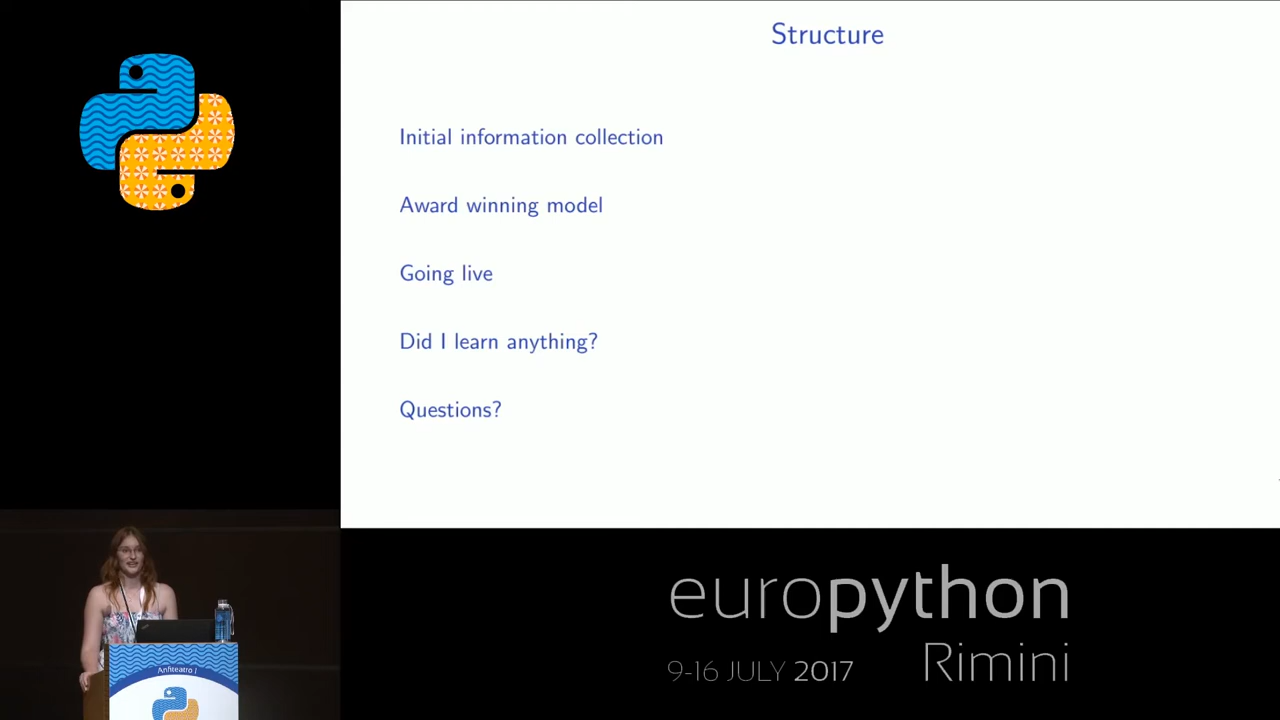 Structure
Initial information collection
Award winning model
Going live
Did I learn anything?
Questions?
europython
9-16 JULY 2017
Rimini
Anfiteatro I